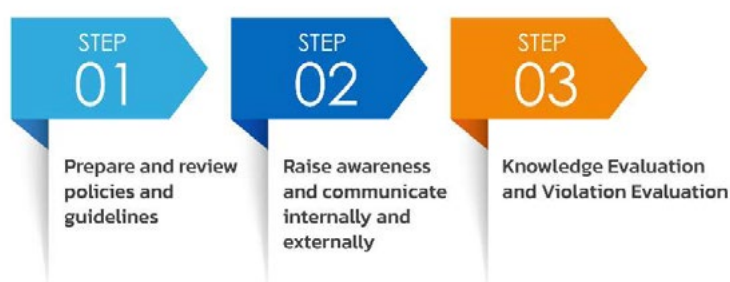 STEP
01
Prepare and review
policies and
guidelines
STEP
02
Raise awareness
and communicate
internally and
externally
STEP
03
Knowledge Evaluation
and Violation Evaluation